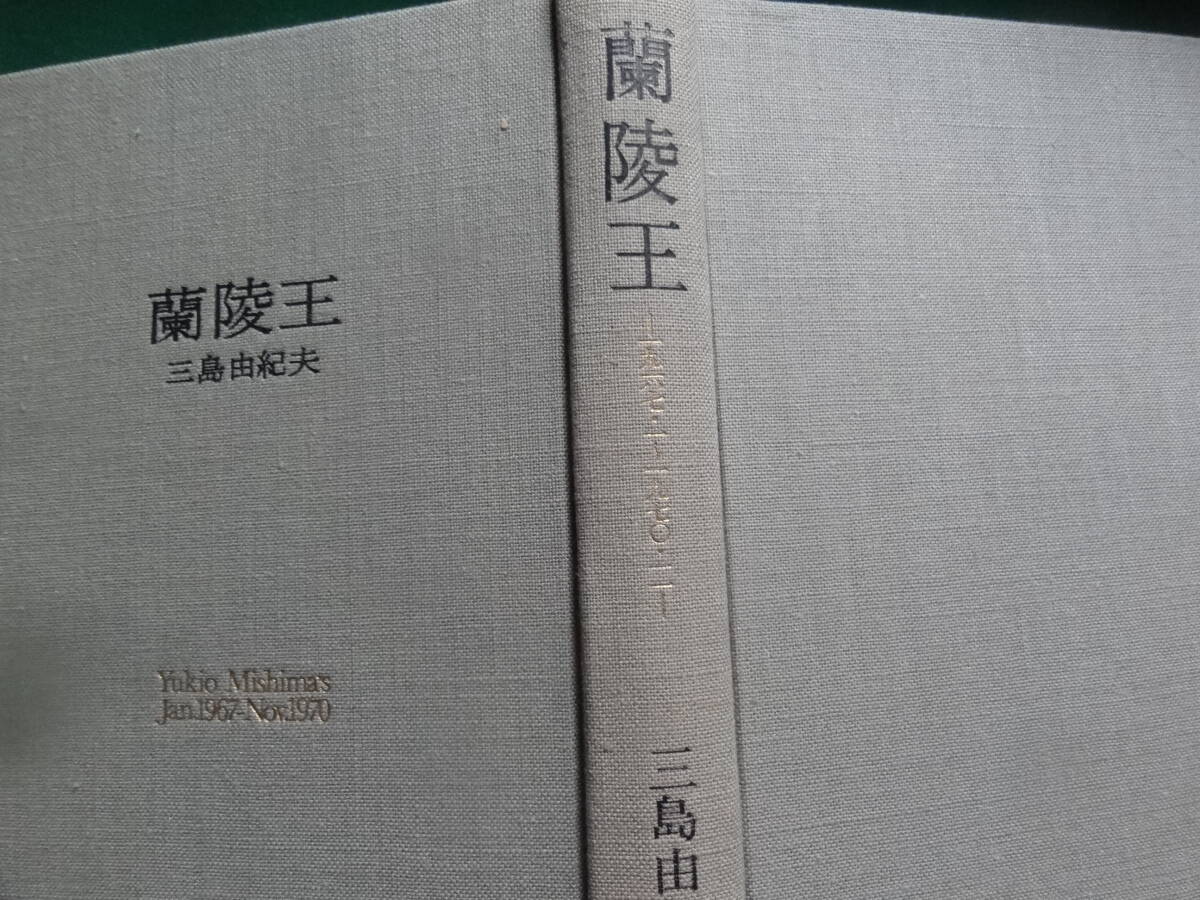 蘭陵王
三島由紀夫
Yukio Mishima's
Jan.1967-Nov.1970
蘭陵王
―一九六七・一〜一九七〇・一一―
三島由